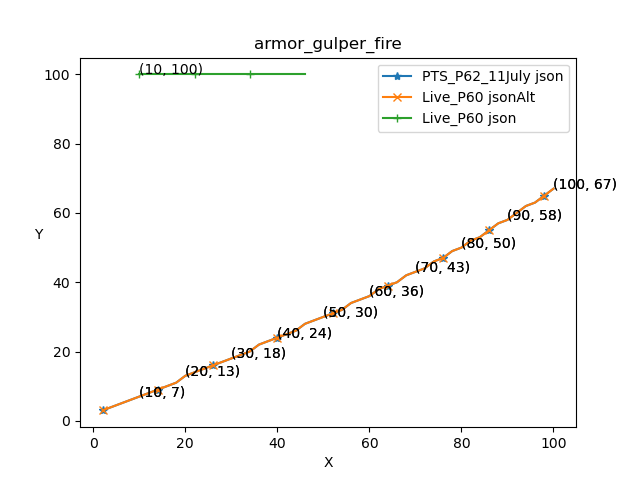 armor_gulper_fire
100
80
60
40
20
0
Y
(10, 100)
PTS_P62_11July json
Live_P60 jsonAlt
Live_P60 json
(100, 67)
(90, 58)
(80, 50)
(70, 43)
(60, 36)
(50, 30)
(40, 24)
(30, 18)
(20, 13)
(10, 7)
0 20 40 60 80 100
X